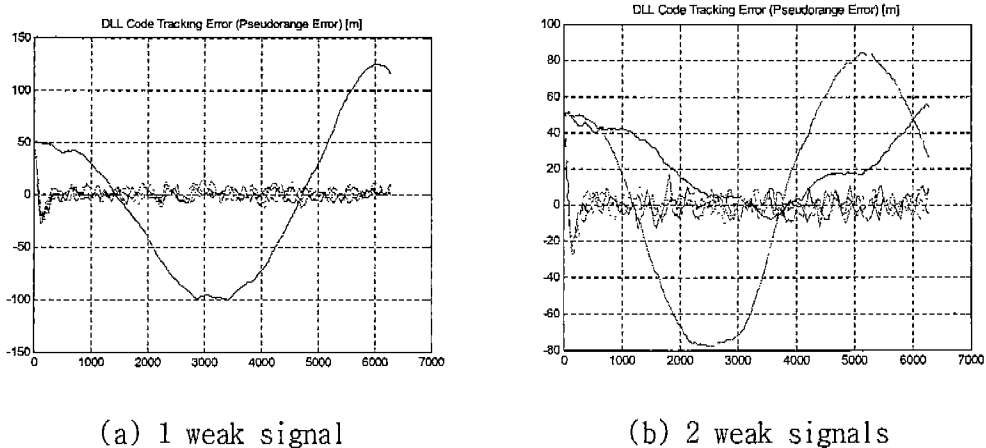 DLL Code Tracking Error (Pseudorange Error) [m]
150
100
50
0
-50
-100
-150
0 1000 2000 3000 4000 5000 6000 7000
(a) 1 weak signal
DLL Code Tracking Error (Pseudorange Error) [m]
100
80
60
40
20
0
-20
-40
-60
-80
0 1000 2000 3000 4000 5000 6000 7000
(b) 2 weak signals